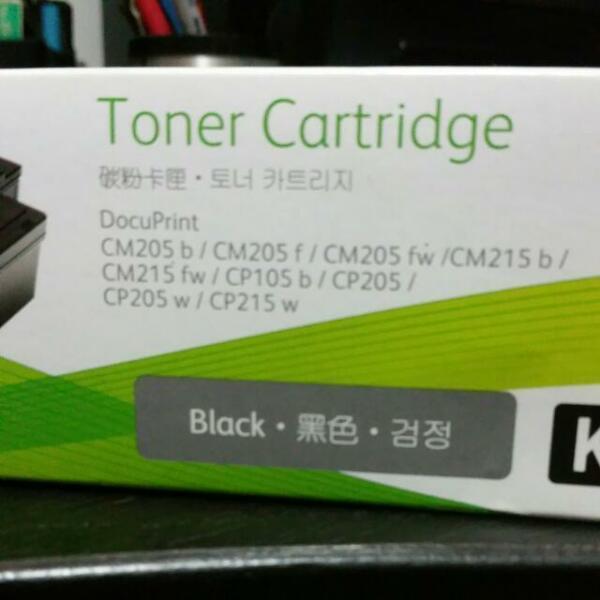 Toner Cartridge
碳粉卡匣・토너 카트리지
DocuPrint
CM205 b / CM205 f / CM205 fw /CM215 b /
CM215 fw / CP105 b / CP205 /
CP205 w / CP215 w
Black・黑色・검정
K